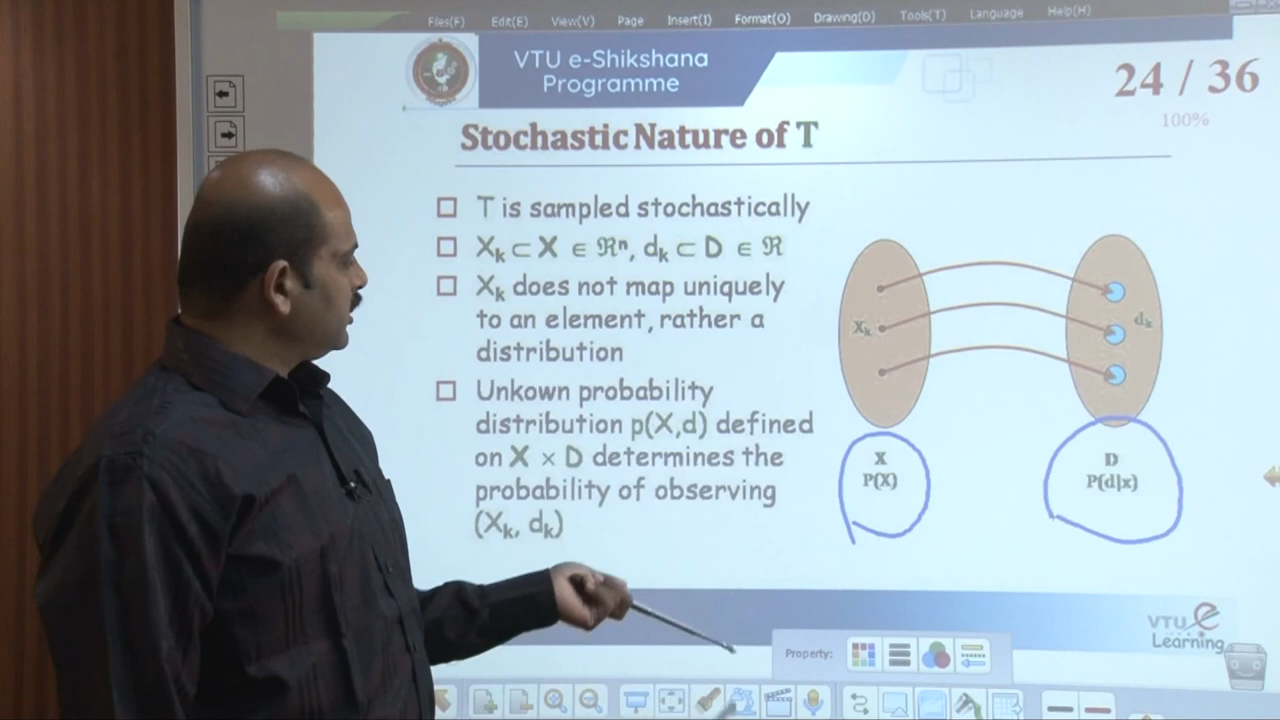 Files(F) Edit(E) View(V) Page Insert(I) Format(O) Drawing(D) Tools(T) Language Help(H)
VTU e-Shikshana
Programme
24 / 36
100%
Stochastic Nature of T
T is sampled stochastically
Xₖ ⊂ X ∈ ℜⁿ, dₖ ⊂ D ∈ ℜ
Xₖ does not map uniquely
to an element, rather a
distribution
Unkown probability
distribution p(X,d) defined
on X × D determines the
probability of observing
(Xₖ, dₖ)
Xₖ
dₖ
X
P(X)
D
P(d|x)
VTU e
Learning
Property: